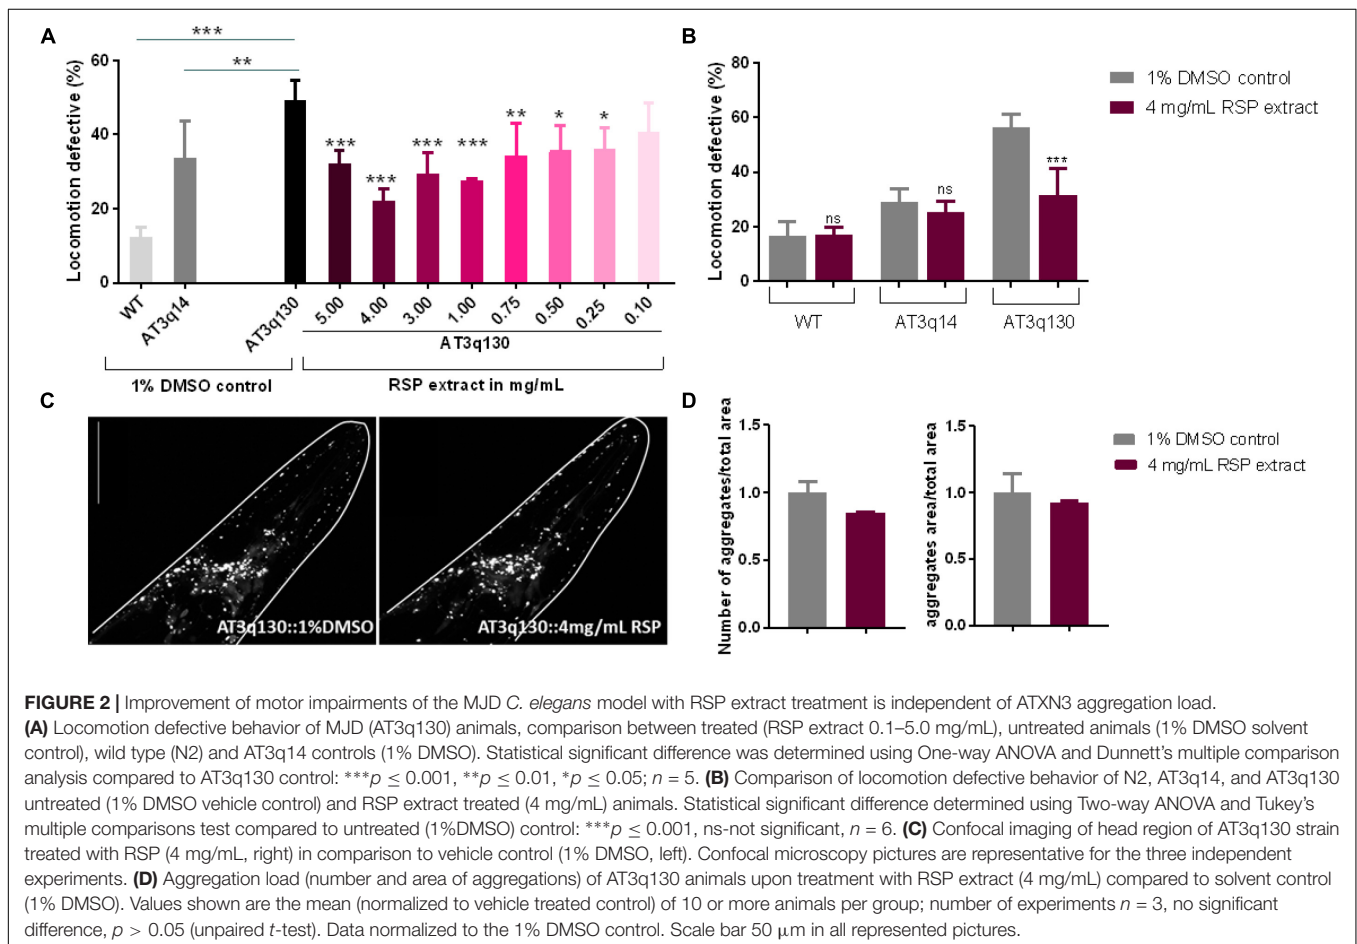 A
***
**
60
40
20
0
Locomotion defective (%)
***
***
***
***
**
*
*
WT
AT3q14
AT3q130
5.00
4.00
3.00
1.00
0.75
0.50
0.25
0.10
AT3q130
1% DMSO control
RSP extract in mg/mL
B
80
60
40
20
0
Locomotion defective (%)
ns
ns
***
WT
AT3q14
AT3q130
1% DMSO control
4 mg/mL RSP extract
C
AT3q130::1%DMSO
AT3q130::4mg/mL RSP
D
1.5
1.0
0.5
0.0
Number of aggregates/total area
1.5
1.0
0.5
0.0
aggregates area/total area
1% DMSO control
4 mg/mL RSP extract
FIGURE 2 | Improvement of motor impairments of the MJD C. elegans model with RSP extract treatment is independent of ATXN3 aggregation load.
(A) Locomotion defective behavior of MJD (AT3q130) animals, comparison between treated (RSP extract 0.1–5.0 mg/mL), untreated animals (1% DMSO solvent
control), wild type (N2) and AT3q14 controls (1% DMSO). Statistical significant difference was determined using One-way ANOVA and Dunnett's multiple comparison
analysis compared to AT3q130 control: ***p ≤ 0.001, **p ≤ 0.01, *p ≤ 0.05; n = 5. (B) Comparison of locomotion defective behavior of N2, AT3q14, and AT3q130
untreated (1% DMSO vehicle control) and RSP extract treated (4 mg/mL) animals. Statistical significant difference determined using Two-way ANOVA and Tukey's
multiple comparisons test compared to untreated (1%DMSO) control: ***p ≤ 0.001, ns-not significant, n = 6. (C) Confocal imaging of head region of AT3q130 strain
treated with RSP (4 mg/mL, right) in comparison to vehicle control (1% DMSO, left). Confocal microscopy pictures are representative for the three independent
experiments. (D) Aggregation load (number and area of aggregations) of AT3q130 animals upon treatment with RSP extract (4 mg/mL) compared to solvent control
(1% DMSO). Values shown are the mean (normalized to vehicle treated control) of 10 or more animals per group; number of experiments n = 3, no significant
difference, p > 0.05 (unpaired t-test). Data normalized to the 1% DMSO control. Scale bar 50 μm in all represented pictures.